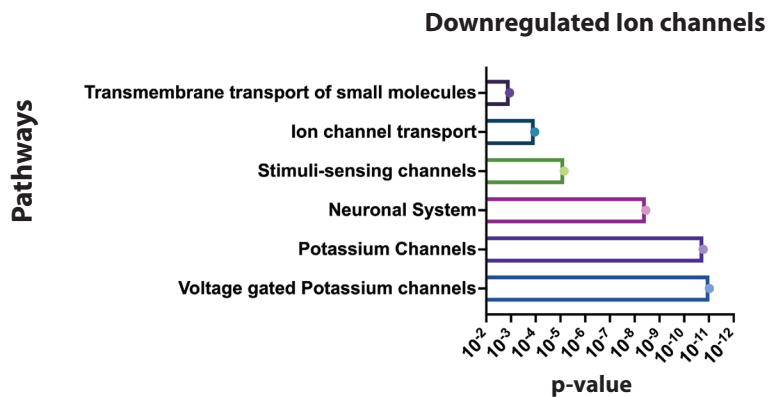 Downregulated Ion channels
Pathways
Transmembrane transport of small molecules
Ion channel transport
Stimuli-sensing channels
Neuronal System
Potassium Channels
Voltage gated Potassium channels
10-2 10-3 10-4 10-5 10-6 10-7 10-8 10-9 10-10 10-11 10-12
p-value